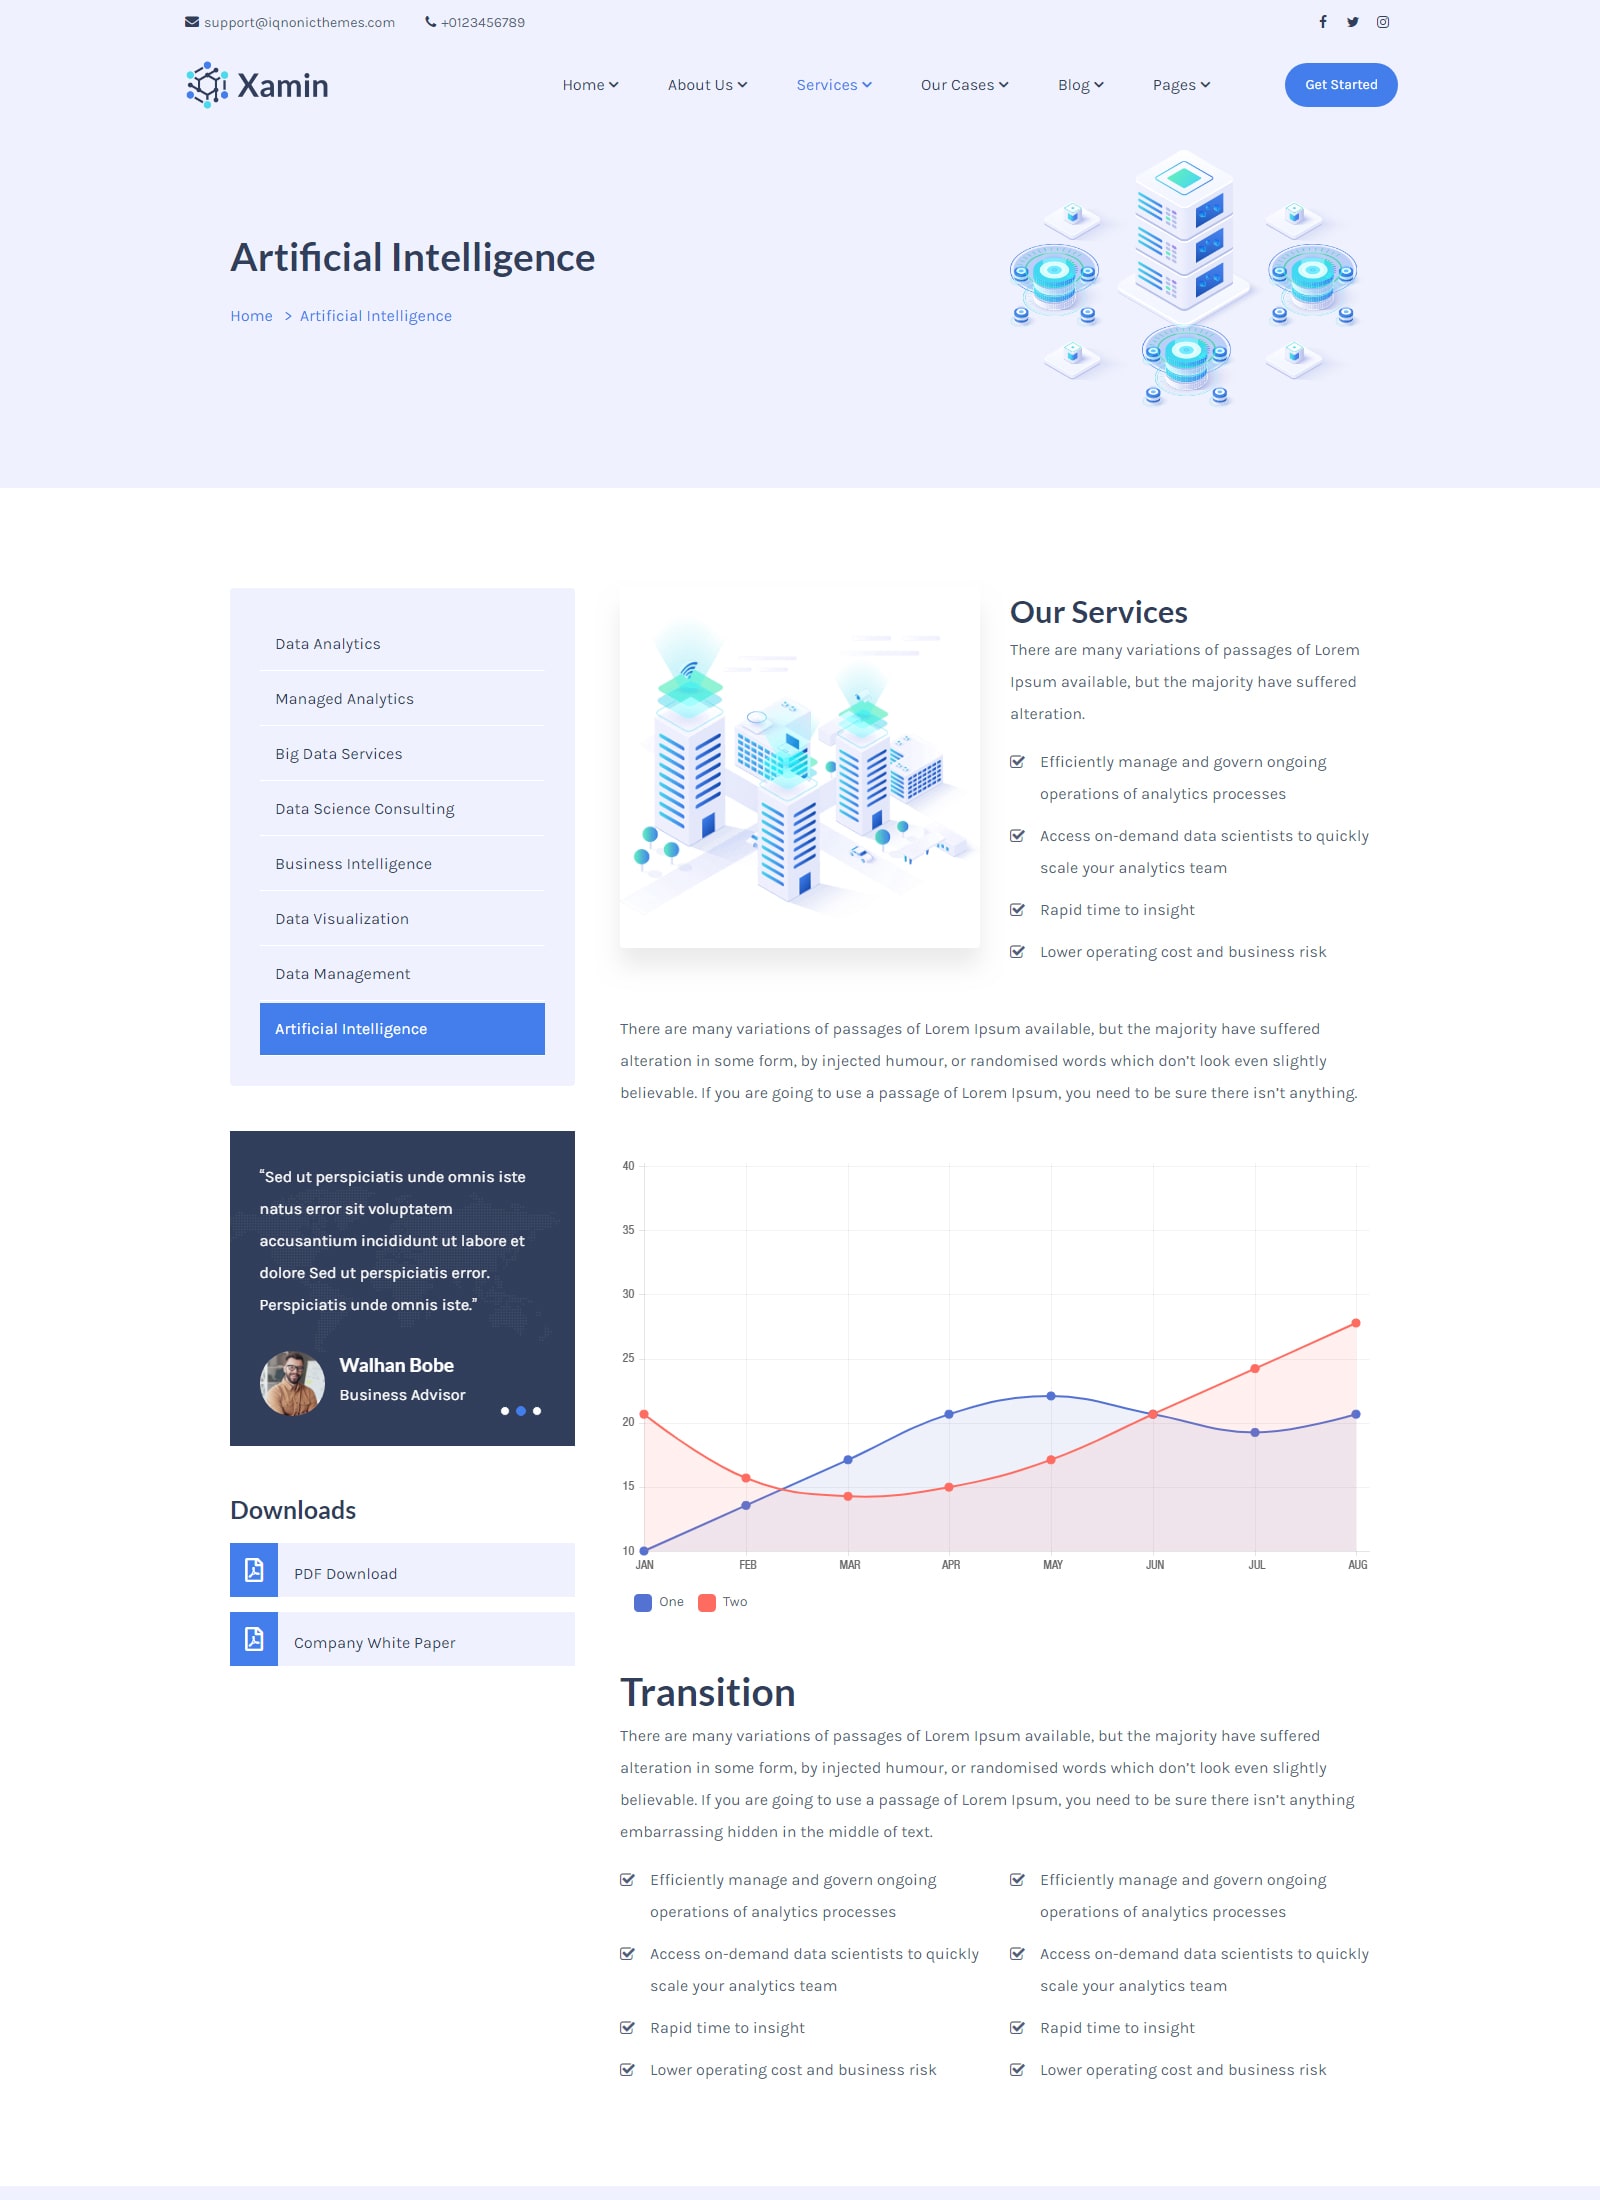 support@iqnonicthemes.com +0123456789
Xamin
Home About Us Services Our Cases Blog Pages Get Started
Artificial Intelligence
Home > Artificial Intelligence
Data Analytics
Managed Analytics
Big Data Services
Data Science Consulting
Business Intelligence
Data Visualization
Data Management
Artificial Intelligence
“Sed ut perspiciatis unde omnis iste
natus error sit voluptatem
accusantium incididunt ut labore et
dolore Sed ut perspiciatis error.
Perspiciatis unde omnis iste.”
Walhan Bobe
Business Advisor
Downloads
PDF Download
Company White Paper
Our Services
There are many variations of passages of Lorem
Ipsum available, but the majority have suffered
alteration.
Efficiently manage and govern ongoing
operations of analytics processes
Access on-demand data scientists to quickly
scale your analytics team
Rapid time to insight
Lower operating cost and business risk
There are many variations of passages of Lorem Ipsum available, but the majority have suffered
alteration in some form, by injected humour, or randomised words which don’t look even slightly
believable. If you are going to use a passage of Lorem Ipsum, you need to be sure there isn’t anything.
40
35
30
25
20
15
10
JAN FEB MAR APR MAY JUN JUL AUG
One Two
Transition
There are many variations of passages of Lorem Ipsum available, but the majority have suffered
alteration in some form, by injected humour, or randomised words which don’t look even slightly
believable. If you are going to use a passage of Lorem Ipsum, you need to be sure there isn’t anything
embarrassing hidden in the middle of text.
Efficiently manage and govern ongoing
operations of analytics processes
Access on-demand data scientists to quickly
scale your analytics team
Rapid time to insight
Lower operating cost and business risk
Efficiently manage and govern ongoing
operations of analytics processes
Access on-demand data scientists to quickly
scale your analytics team
Rapid time to insight
Lower operating cost and business risk